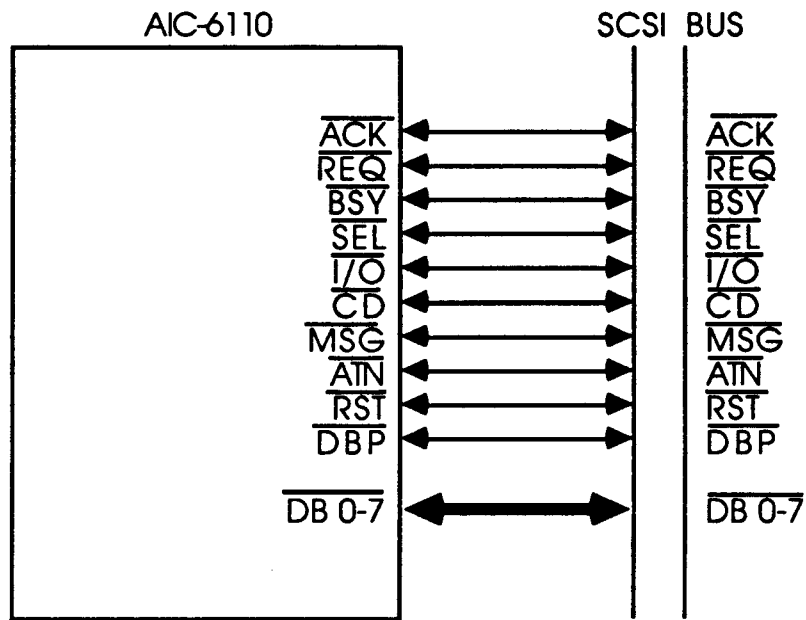 AIC-6110 SCSI BUS
ACK ACK
REQ REQ
BSY BSY
SEL SEL
I/O I/O
CD CD
MSG MSG
ATN ATN
RST RST
DBP DBP
DB 0-7 DB 0-7